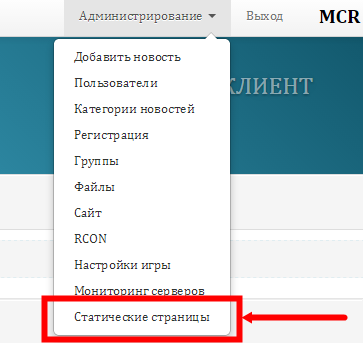 Администрирование Выход MCR
Добавить новость
Пользователи
КЛИЕНТ
Категории новостей
Регистрация
Группы
Файлы
Сайт
RCON
Настройки игры
Мониторинг серверов
Статические страницы